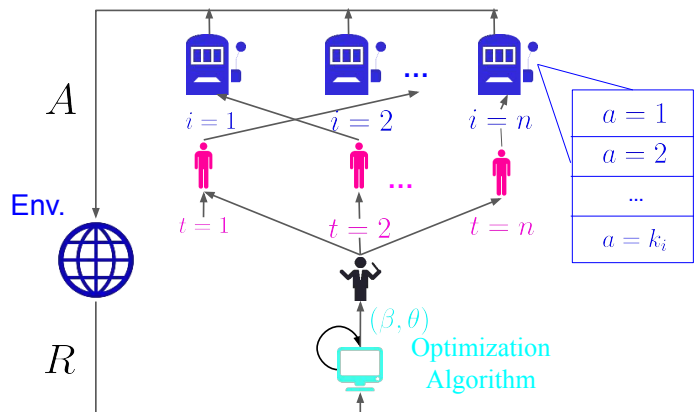 ...
A
i = 1
i = 2
i = n
a = 1
a = 2
...
a = k_i
...
Env.
t = 1
t = 2
t = n
(β, θ)
R
Optimization
Algorithm